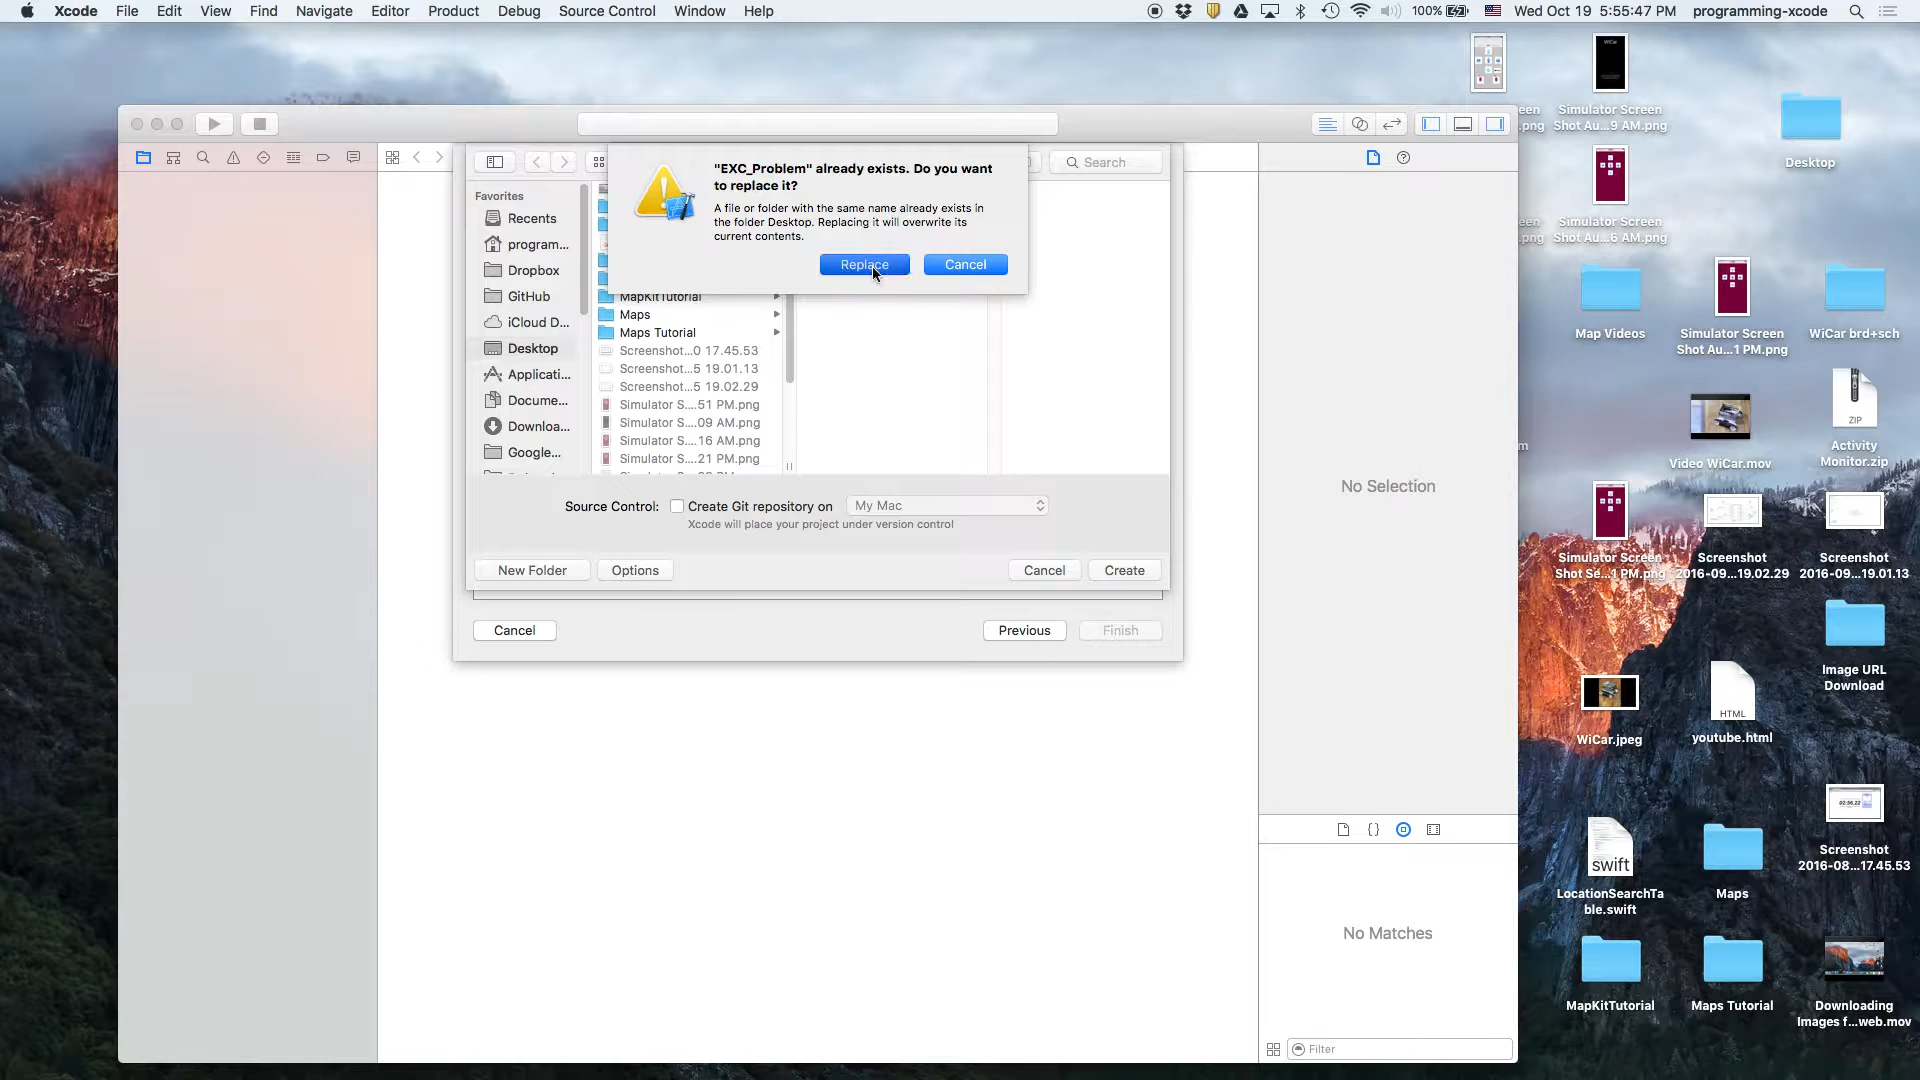 Xcode File Edit View Find Navigate Editor Product Debug Source Control Window Help
100% Wed Oct 19 5:55:47 PM programming-xcode
"EXC_Problem" already exists. Do you want
to replace it?
A file or folder with the same name already exists in
the folder Desktop. Replacing it will overwrite its
current contents.
Replace Cancel
Search
Favorites
Recents
program...
Dropbox
GitHub
iCloud D...
Desktop
Applicati...
Docume...
Downloa...
Google...
MapKitTutorial
Maps
Maps Tutorial
Screenshot...0 17.45.53
Screenshot...5 19.01.13
Screenshot...5 19.02.29
Simulator S....51 PM.png
Simulator S....09 AM.png
Simulator S....16 AM.png
Simulator S....21 PM.png
Source Control: Create Git repository on My Mac
Xcode will place your project under version control
New Folder Options Cancel Create
Cancel Previous Finish
No Selection
No Matches
Filter
Simulator Screen
Shot Au...9 AM.png
Desktop
Simulator Screen
Shot Au...6 AM.png
Map Videos
Simulator Screen
Shot Au...1 PM.png
WiCar brd+sch
Video WiCar.mov
ZIP
Activity
Monitor.zip
Simulator Screen
Shot Se...1 PM.png
Screenshot
2016-09...19.02.29
Screenshot
2016-09...19.01.13
Image URL
Download
WiCar.jpeg
HTML
youtube.html
swift
LocationSearchTa
ble.swift
Maps
02:56.22
Screenshot
2016-08...17.45.53
MapKitTutorial
Maps Tutorial
Downloading
Images f...web.mov